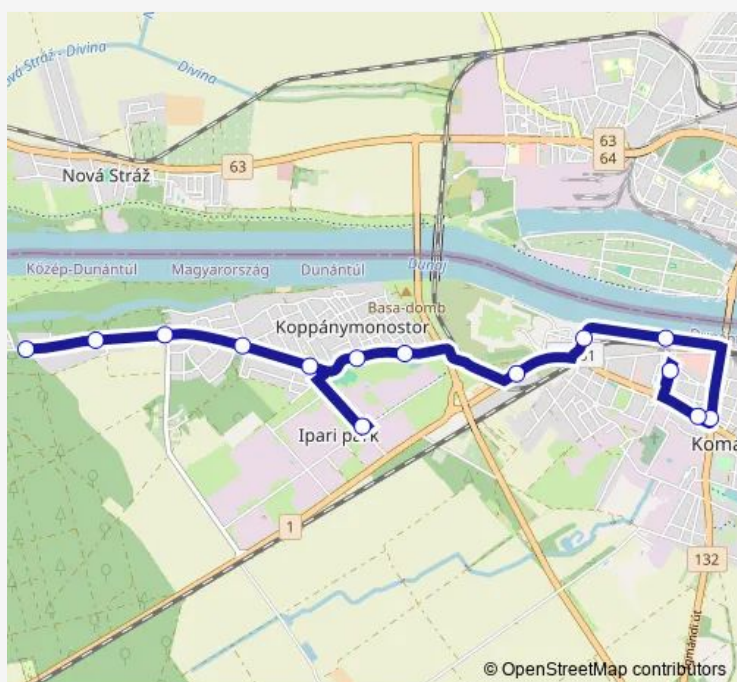 Nová Stráž - Divina
Divina
63
Nová Stráž
63
64
Közép-Dunántúl
Magyarország
Dunántúl
Dunaj
Basa-domb
Koppánymonostor
Ipari park
1
132
© OpenStreetMap contributors